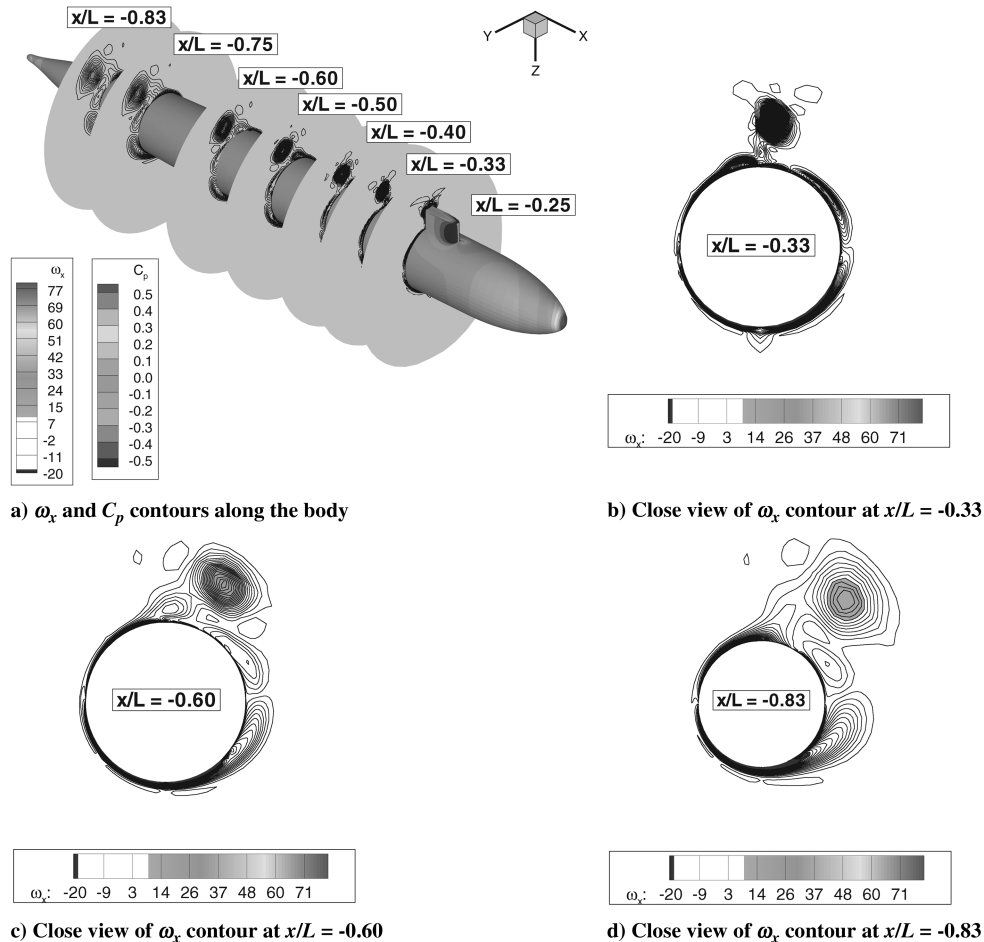 x/L = -0.83
x/L = -0.75
x/L = -0.60
x/L = -0.50
x/L = -0.40
x/L = -0.33
x/L = -0.25
Y X
Z
ωx
77
69
60
51
42
33
24
15
7
-2
-11
-20
Cp
0.5
0.4
0.3
0.2
0.1
0.0
-0.1
-0.2
-0.3
-0.4
-0.5
a) ωx and Cp contours along the body
x/L = -0.33
ωx: -20 -9 3 14 26 37 48 60 71
b) Close view of ωx contour at x/L = -0.33
x/L = -0.60
ωx: -20 -9 3 14 26 37 48 60 71
c) Close view of ωx contour at x/L = -0.60
x/L = -0.83
ωx: -20 -9 3 14 26 37 48 60 71
d) Close view of ωx contour at x/L = -0.83